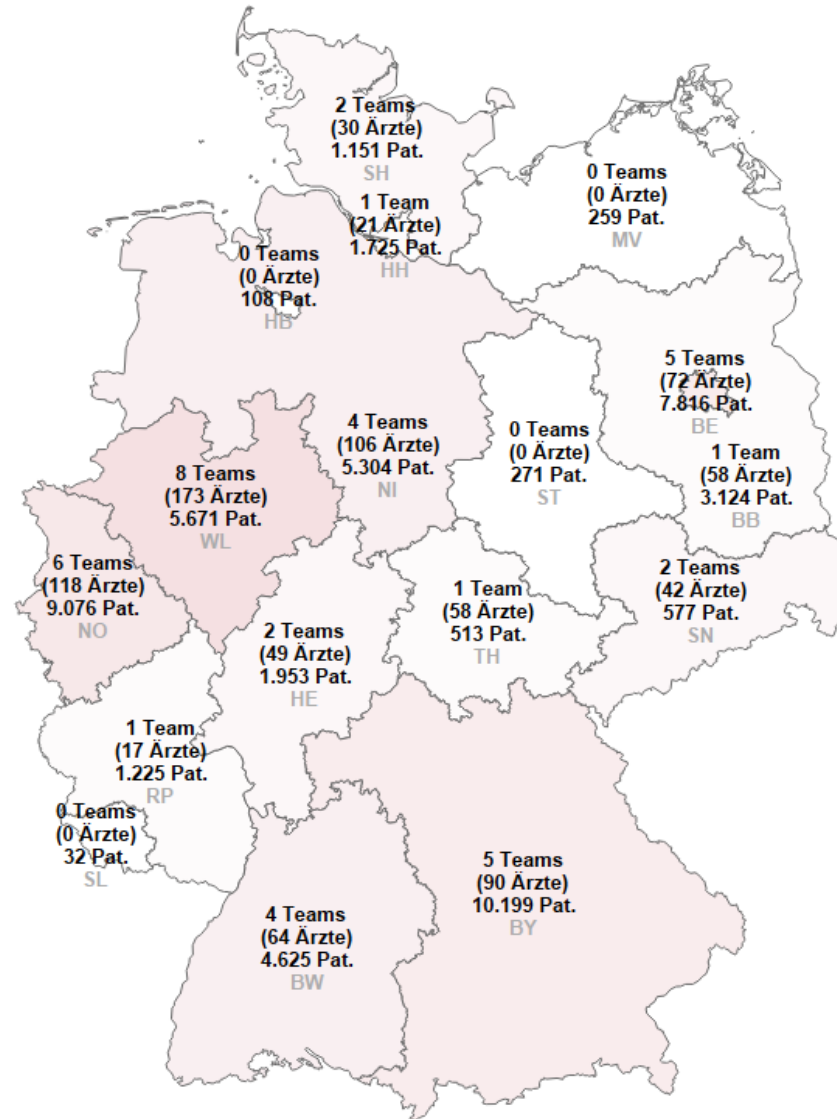 2 Teams
(30 Ärzte)
1.151 Pat.
SH
0 Teams
(0 Ärzte)
259 Pat.
MV
1 Team
(21 Ärzte)
1.725 Pat.
HH
0 Teams
(0 Ärzte)
108 Pat.
HB
5 Teams
(72 Ärzte)
7.816 Pat.
BE
4 Teams
(106 Ärzte)
5.304 Pat.
NI
0 Teams
(0 Ärzte)
271 Pat.
ST
1 Team
(58 Ärzte)
3.124 Pat.
BB
8 Teams
(173 Ärzte)
5.671 Pat.
WL
6 Teams
(118 Ärzte)
9.076 Pat.
NO
2 Teams
(42 Ärzte)
577 Pat.
SN
1 Team
(58 Ärzte)
513 Pat.
TH
2 Teams
(49 Ärzte)
1.953 Pat.
HE
1 Team
(17 Ärzte)
1.225 Pat.
RP
0 Teams
(0 Ärzte)
32 Pat.
SL
5 Teams
(90 Ärzte)
10.199 Pat.
BY
4 Teams
(64 Ärzte)
4.625 Pat.
BW